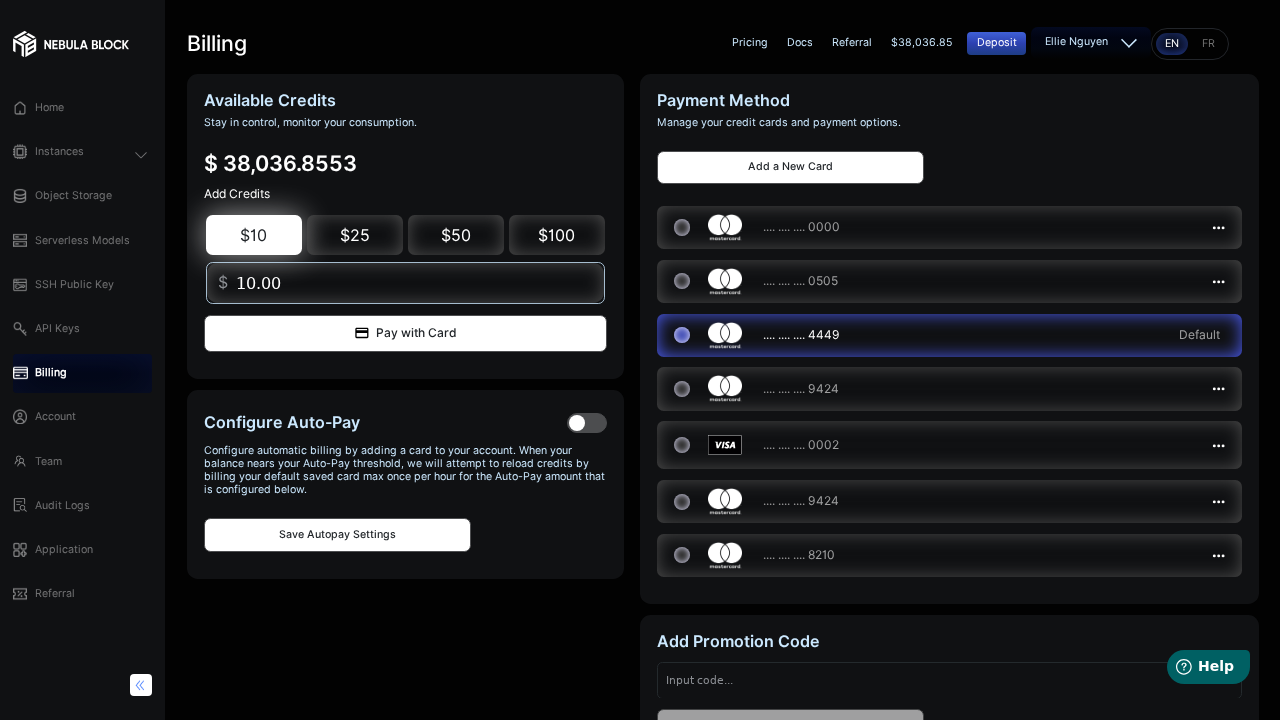 NEBULA BLOCK
Home
Instances
Object Storage
Serverless Models
SSH Public Key
API Keys
Billing
Account
Team
Audit Logs
Application
Referral
Billing
Pricing
Docs
Referral
$38,036.85
Deposit
Ellie Nguyen
EN
FR
Available Credits
Stay in control, monitor your consumption.
$ 38,036.8553
Add Credits
$10
$25
$50
$100
$ 10.00
Pay with Card
Configure Auto-Pay
Configure automatic billing by adding a card to your account. When your
balance nears your Auto-Pay threshold, we will attempt to reload credits by
billing your default saved card max once per hour for the Auto-Pay amount that
is configured below.
Save Autopay Settings
Payment Method
Manage your credit cards and payment options.
Add a New Card
mastercard .... .... .... 0000
mastercard .... .... .... 0505
mastercard .... .... .... 4449 Default
mastercard .... .... .... 9424
VISA .... .... .... 0002
mastercard .... .... .... 9424
mastercard .... .... .... 8210
Add Promotion Code
Input code...
Help